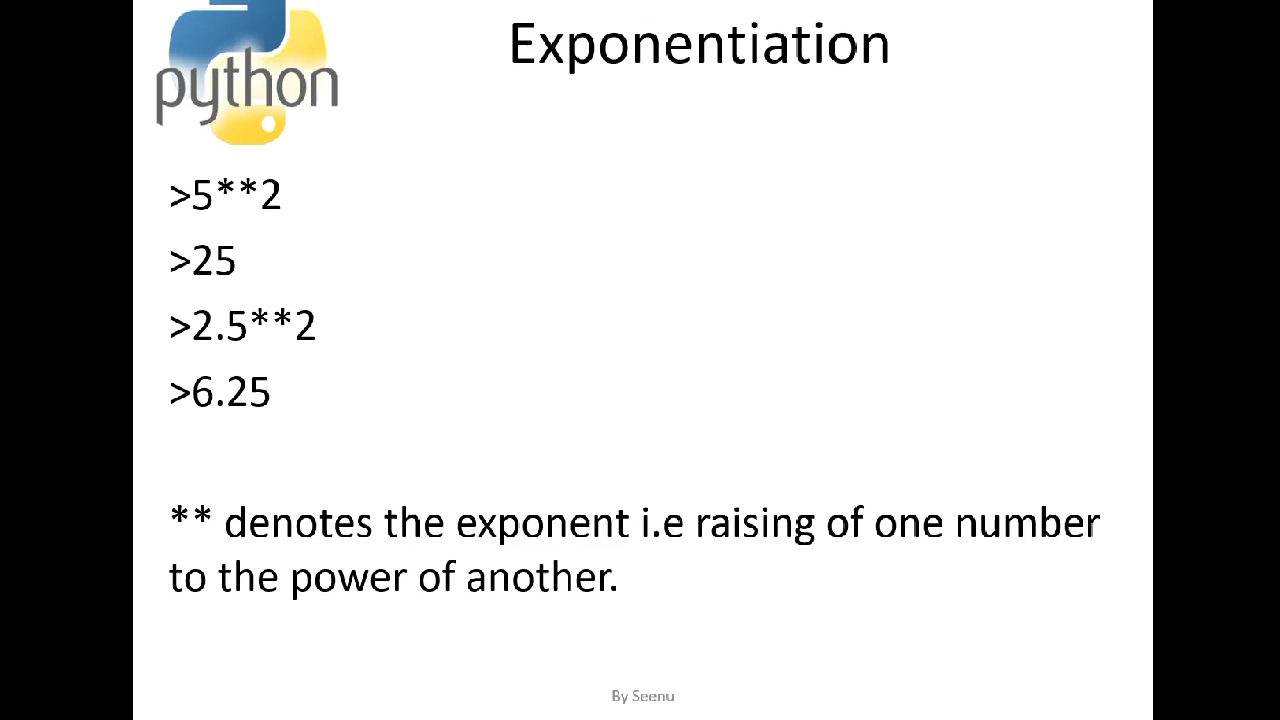 python
Exponentiation
>5**2
>25
>2.5**2
>6.25
** denotes the exponent i.e raising of one number
to the power of another.
By Seenu